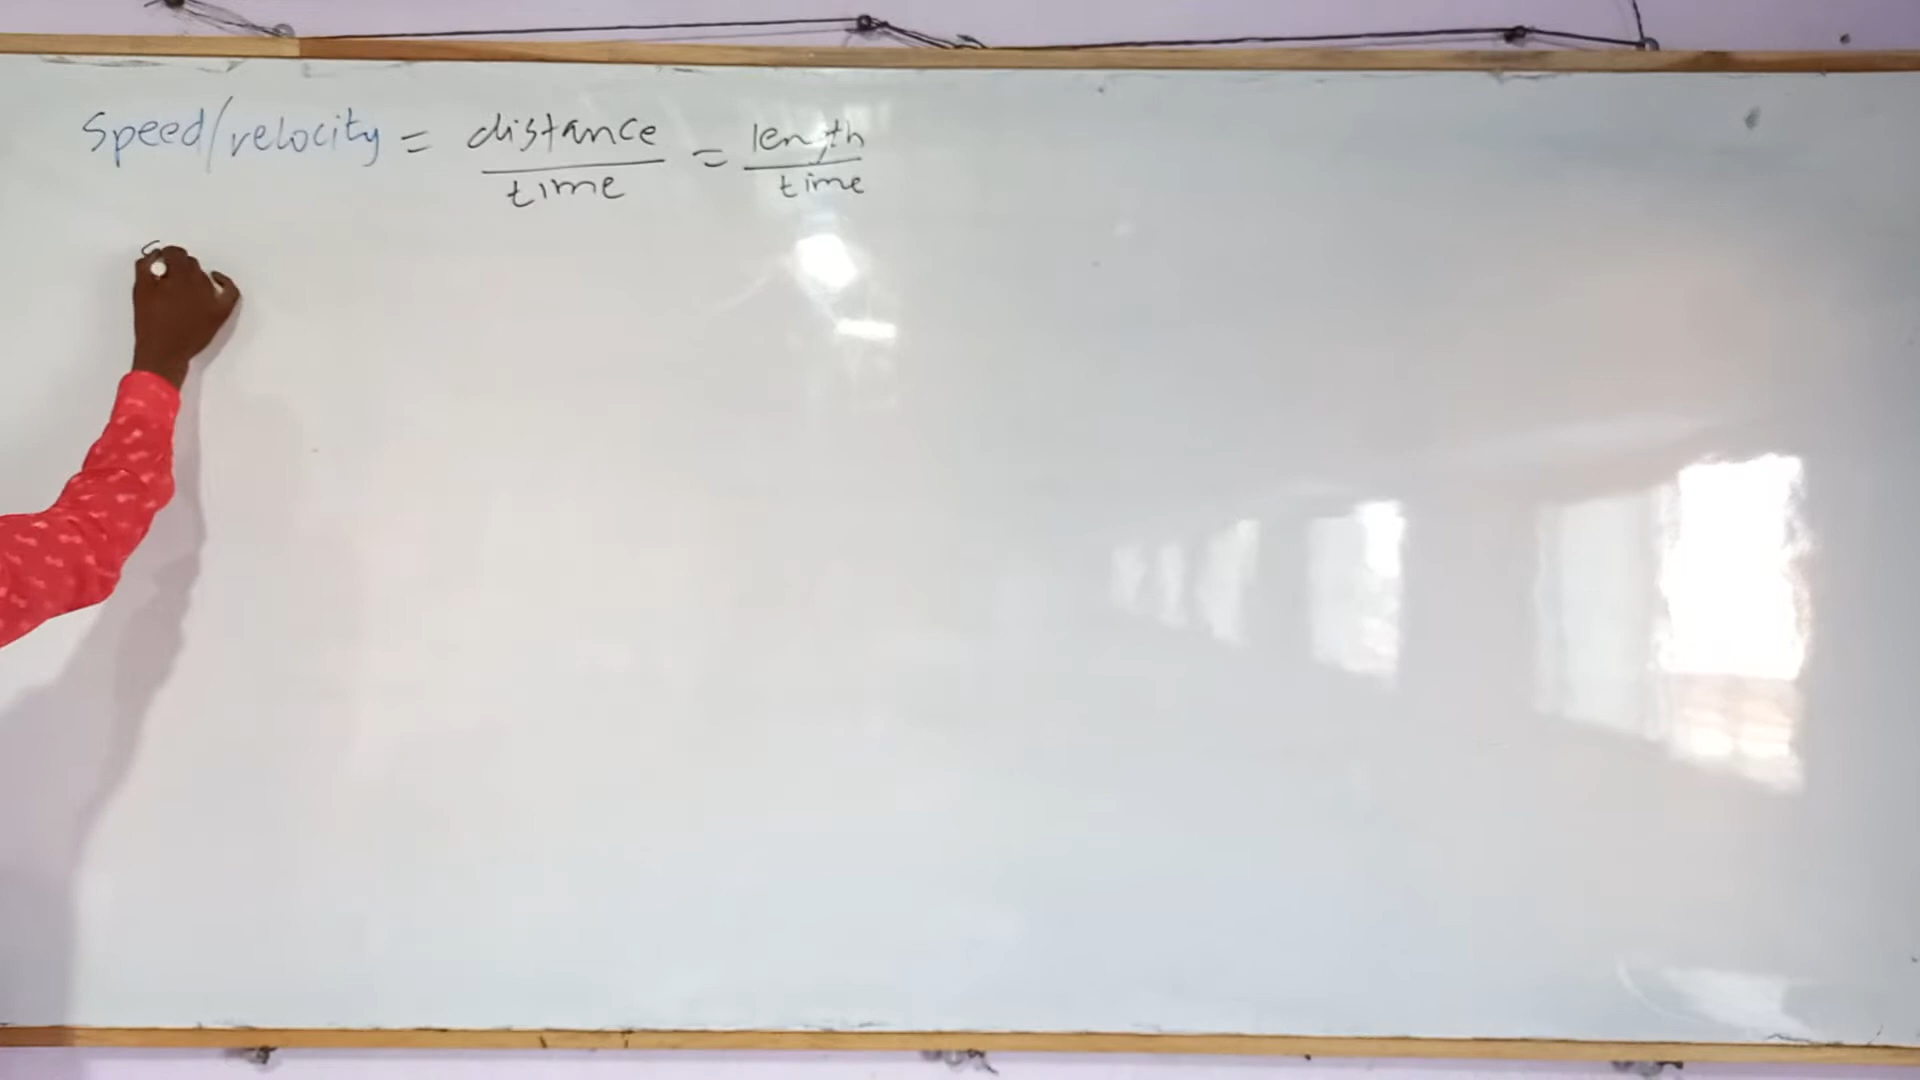 Speed/velocity = distance/time = length/time